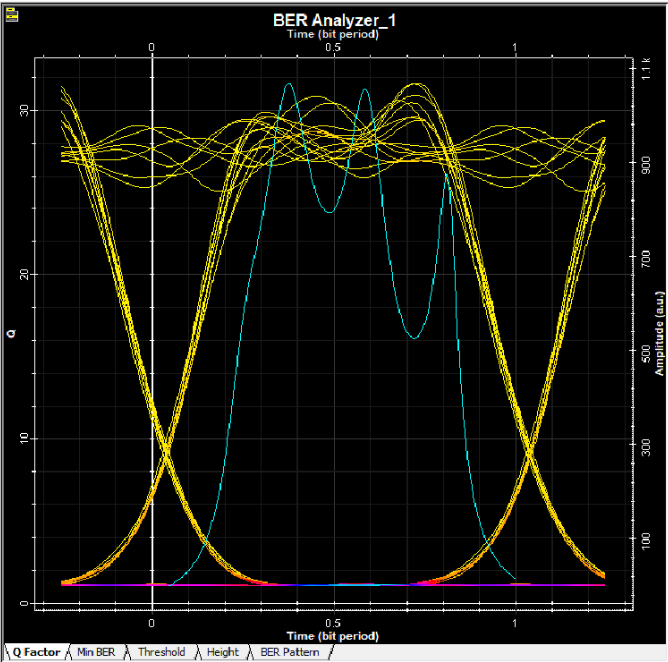 BER Analyzer_1
Time (bit period)
0 0.5 1
30
20
10
0
Q
1.1 k
900
700
500
300
100
Amplitude (a.u.)
0 0.5 1
Time (bit period)
Q Factor Min BER Threshold Height BER Pattern